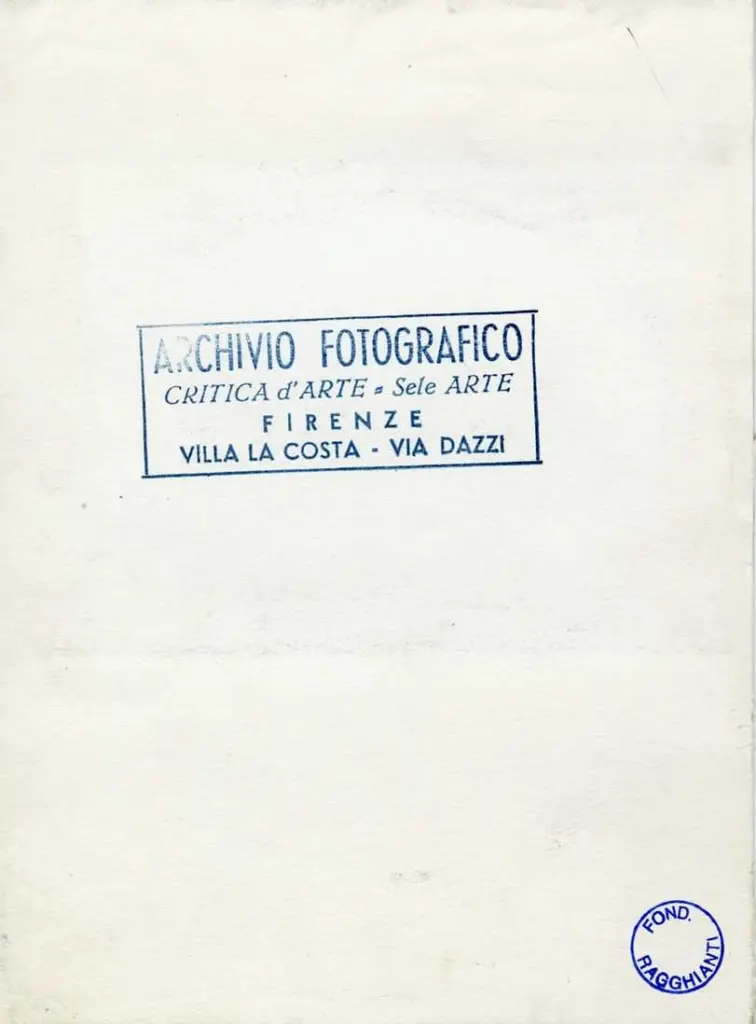 ARCHIVIO FOTOGRAFICO
CRITICA d'ARTE = Sele ARTE
FIRENZE
VILLA LA COSTA - VIA DAZZI
FOND.
RAGGHIANTI